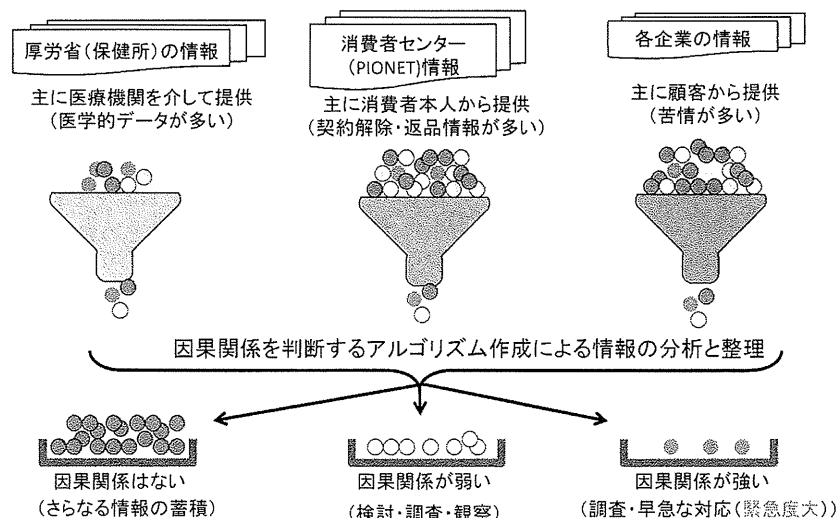 厚労省(保健所)の情報
主に医療機関を介して提供
(医学的データが多い)
消費者センター
(PIONET)情報
主に消費者本人から提供
(契約解除・返品情報が多い)
各企業の情報
主に顧客から提供
(苦情が多い)
因果関係を判断するアルゴリズム作成による情報の分析と整理
因果関係はない
(さらなる情報の蓄積)
因果関係が弱い
(検討・調査・観察)
因果関係が強い
(調査・早急な対応(緊急度大))